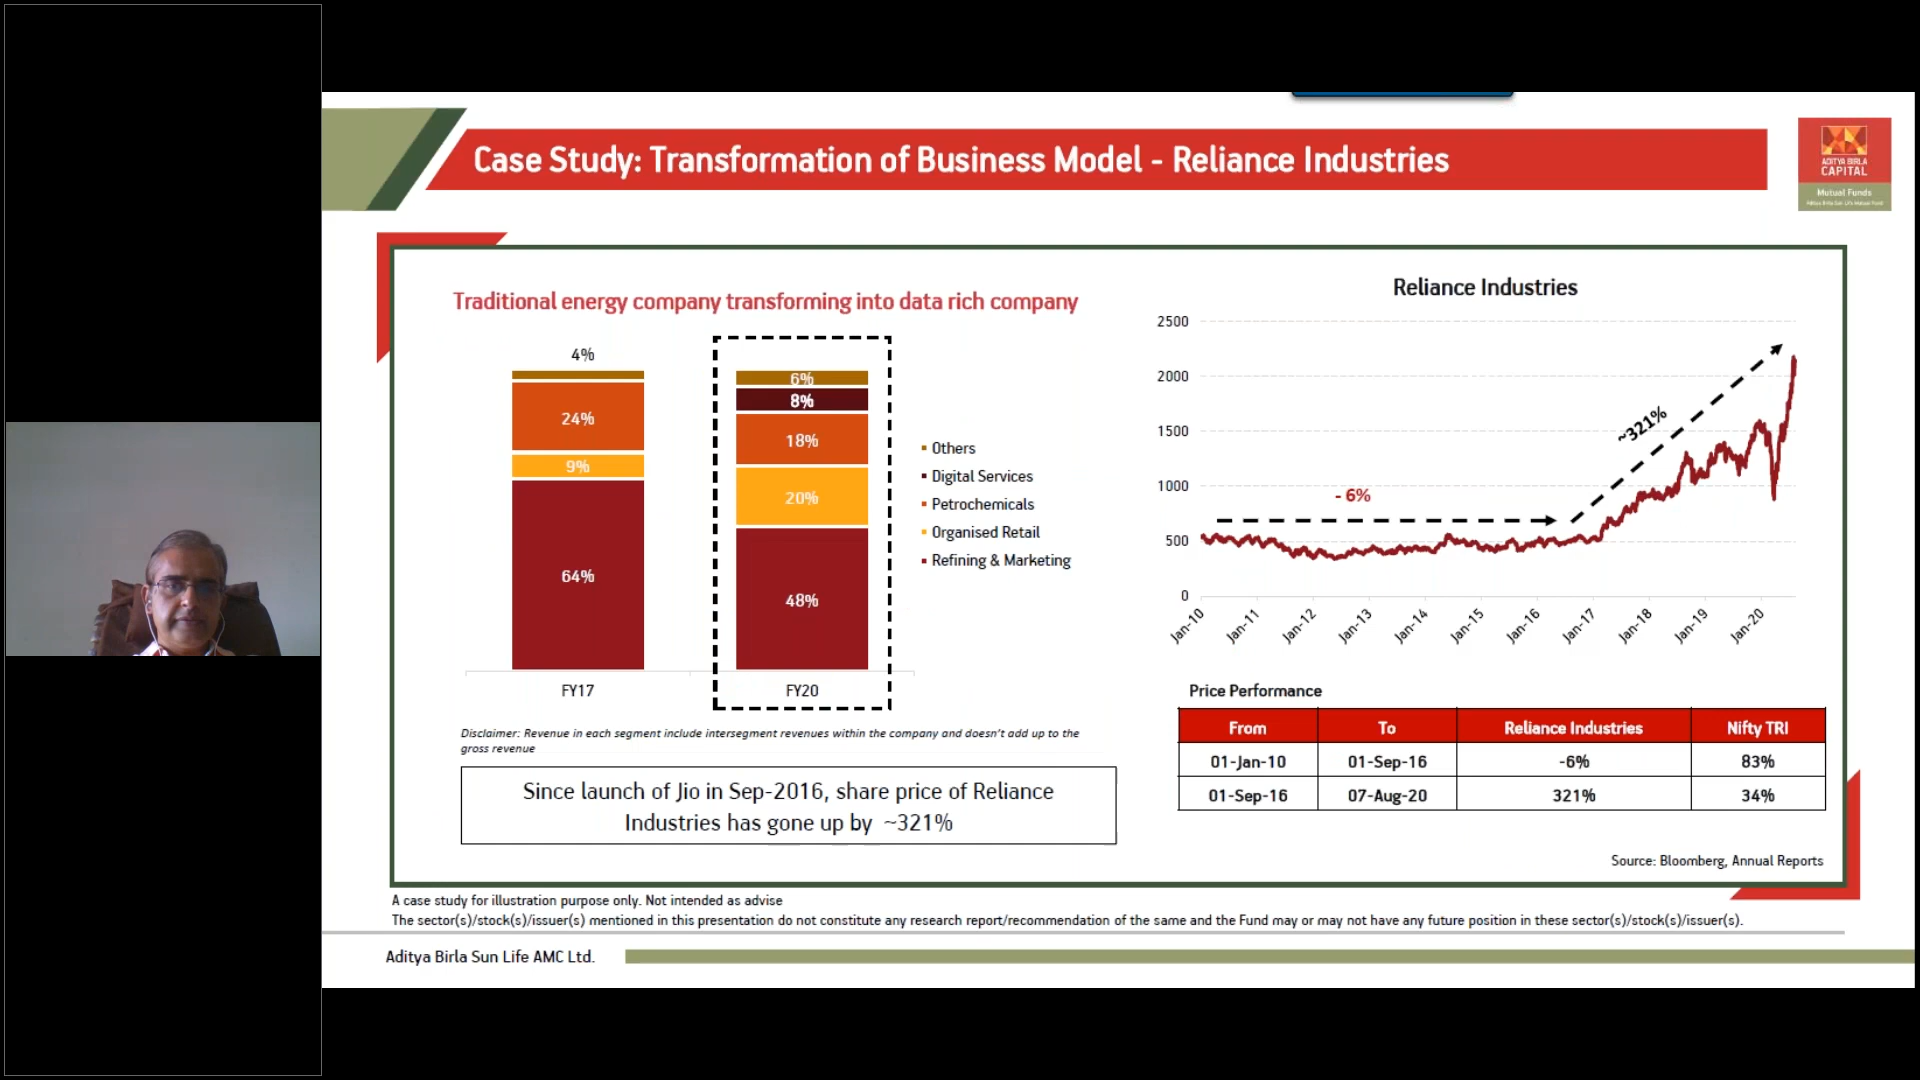 Case Study: Transformation of Business Model - Reliance Industries
ADITYA BIRLA
CAPITAL
Mutual Funds
Aditya Birla Sun Life Mutual Fund
Traditional energy company transforming into data rich company
4%
24%
9%
64%
FY17
6%
8%
18%
20%
48%
FY20
Others
Digital Services
Petrochemicals
Organised Retail
Refining & Marketing
Disclaimer: Revenue in each segment include intersegment revenues within the company and doesn't add up to the
gross revenue
Since launch of Jio in Sep-2016, share price of Reliance
Industries has gone up by ~321%
Reliance Industries
2500
2000
1500
1000
500
0
- 6%
~321%
Jan-10 Jan-11 Jan-12 Jan-13 Jan-14 Jan-15 Jan-16 Jan-17 Jan-18 Jan-19 Jan-20
Price Performance
From To Reliance Industries Nifty TRI
01-Jan-10 01-Sep-16 -6% 83%
01-Sep-16 07-Aug-20 321% 34%
Source: Bloomberg, Annual Reports
A case study for illustration purpose only. Not intended as advise
The sector(s)/stock(s)/issuer(s) mentioned in this presentation do not constitute any research report/recommendation of the same and the Fund may or may not have any future position in these sector(s)/stock(s)/issuer(s).
Aditya Birla Sun Life AMC Ltd.